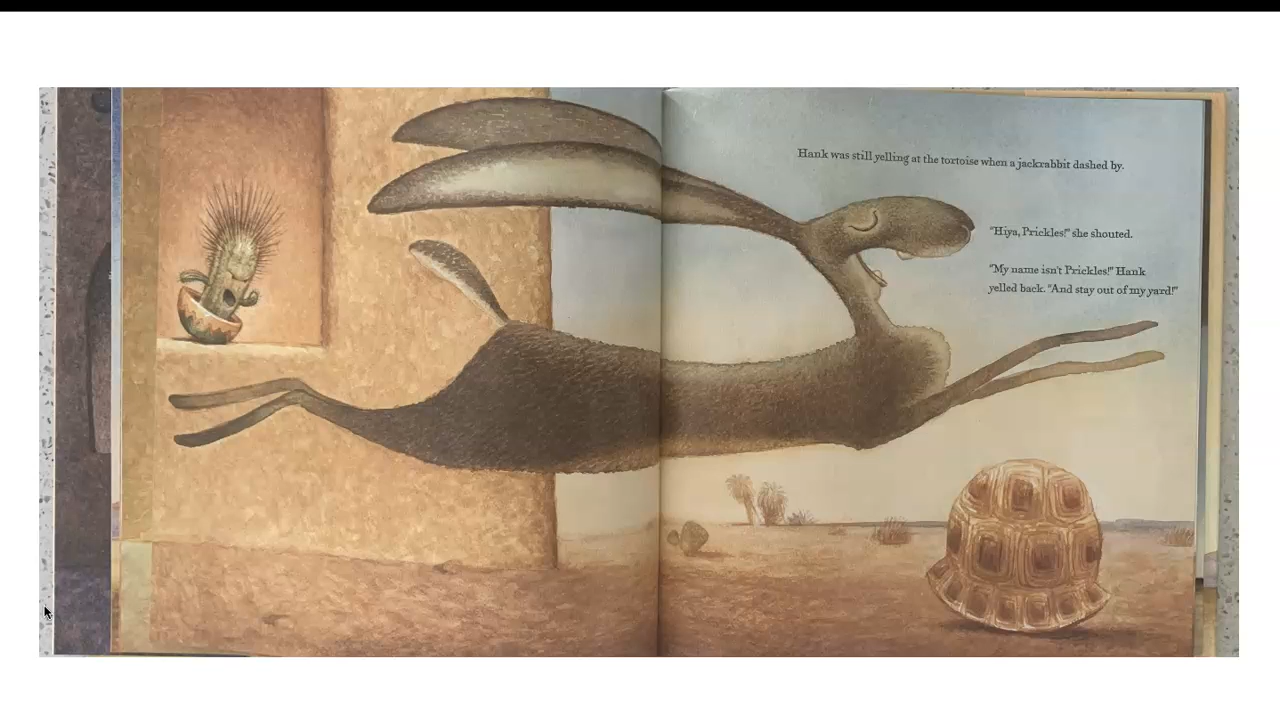 Hank was still yelling at the tortoise when a jackrabbit dashed by.
"Hiya, Prickles!" she shouted.
"My name isn't Prickles!" Hank
yelled back. "And stay out of my yard!"